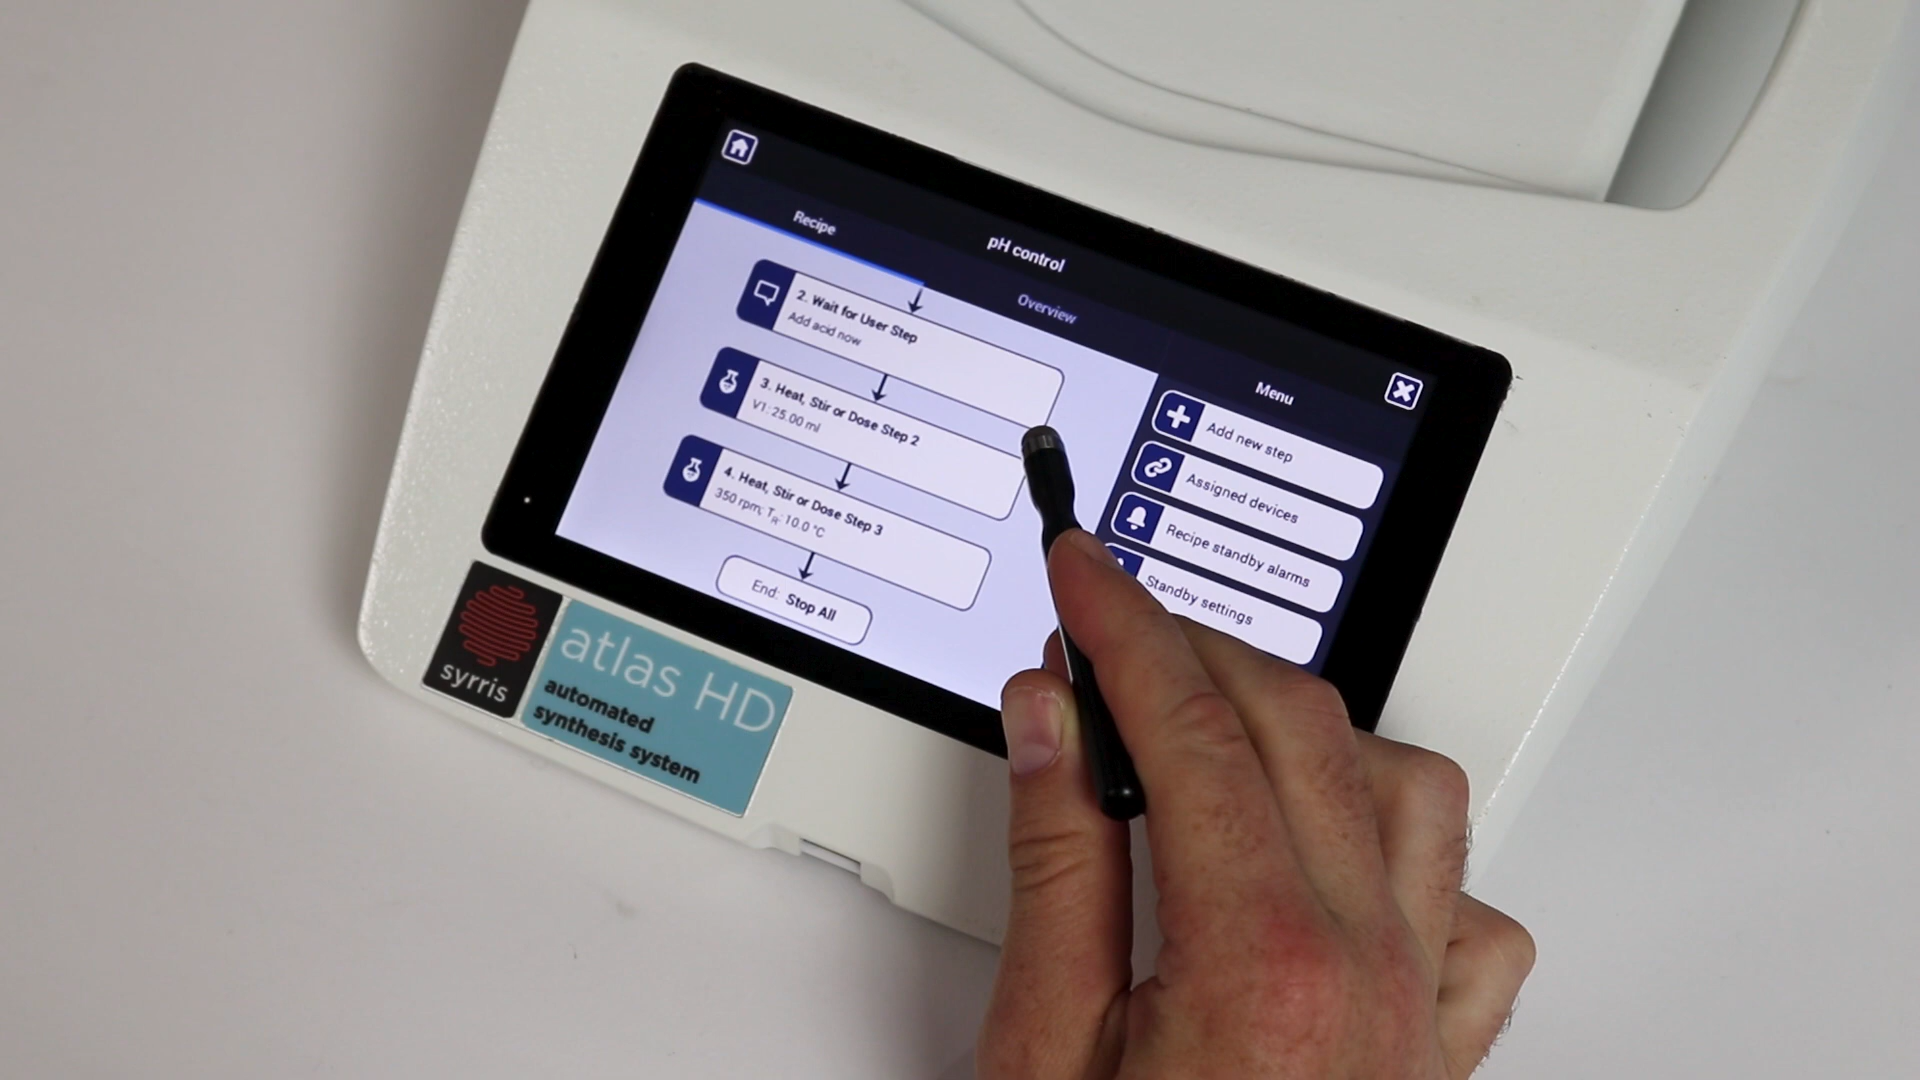 pH control
Recipe
Overview
2. Wait for User Step
Add acid now
3. Heat, Stir or Dose Step 2
V1: 25.00 ml
4. Heat, Stir or Dose Step 3
350 rpm; TR: 10.0 °C
End: Stop All
Menu
Add new step
Assigned devices
Recipe standby alarms
Standby settings
syrris
atlas HD
automated
synthesis system